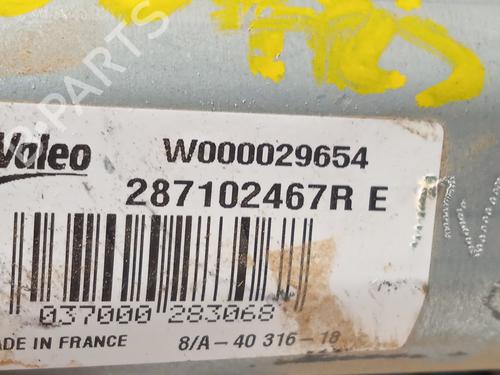 Valeo W000029654
287102467R E
037000 283068
ADE IN FRANCE 8/A-40 316-18
B-PARTS